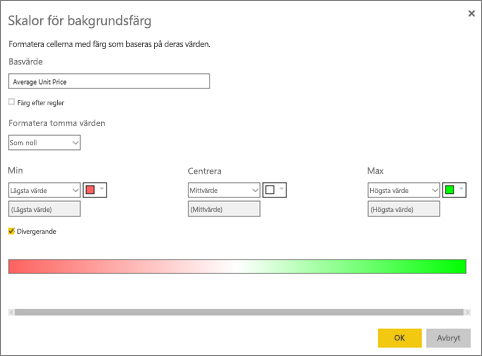 Skalor för bakgrundsfärg
Formatera cellerna med färg som baseras på deras värden.
Basvärde
Average Unit Price
Färg efter regler
Formatera tomma värden
Som noll
Min Centrera Max
Lägsta värde Mittvärde Högsta värde
(Lägsta värde) (Mittvärde) (Högsta värde)
Divergerande
OK Avbryt